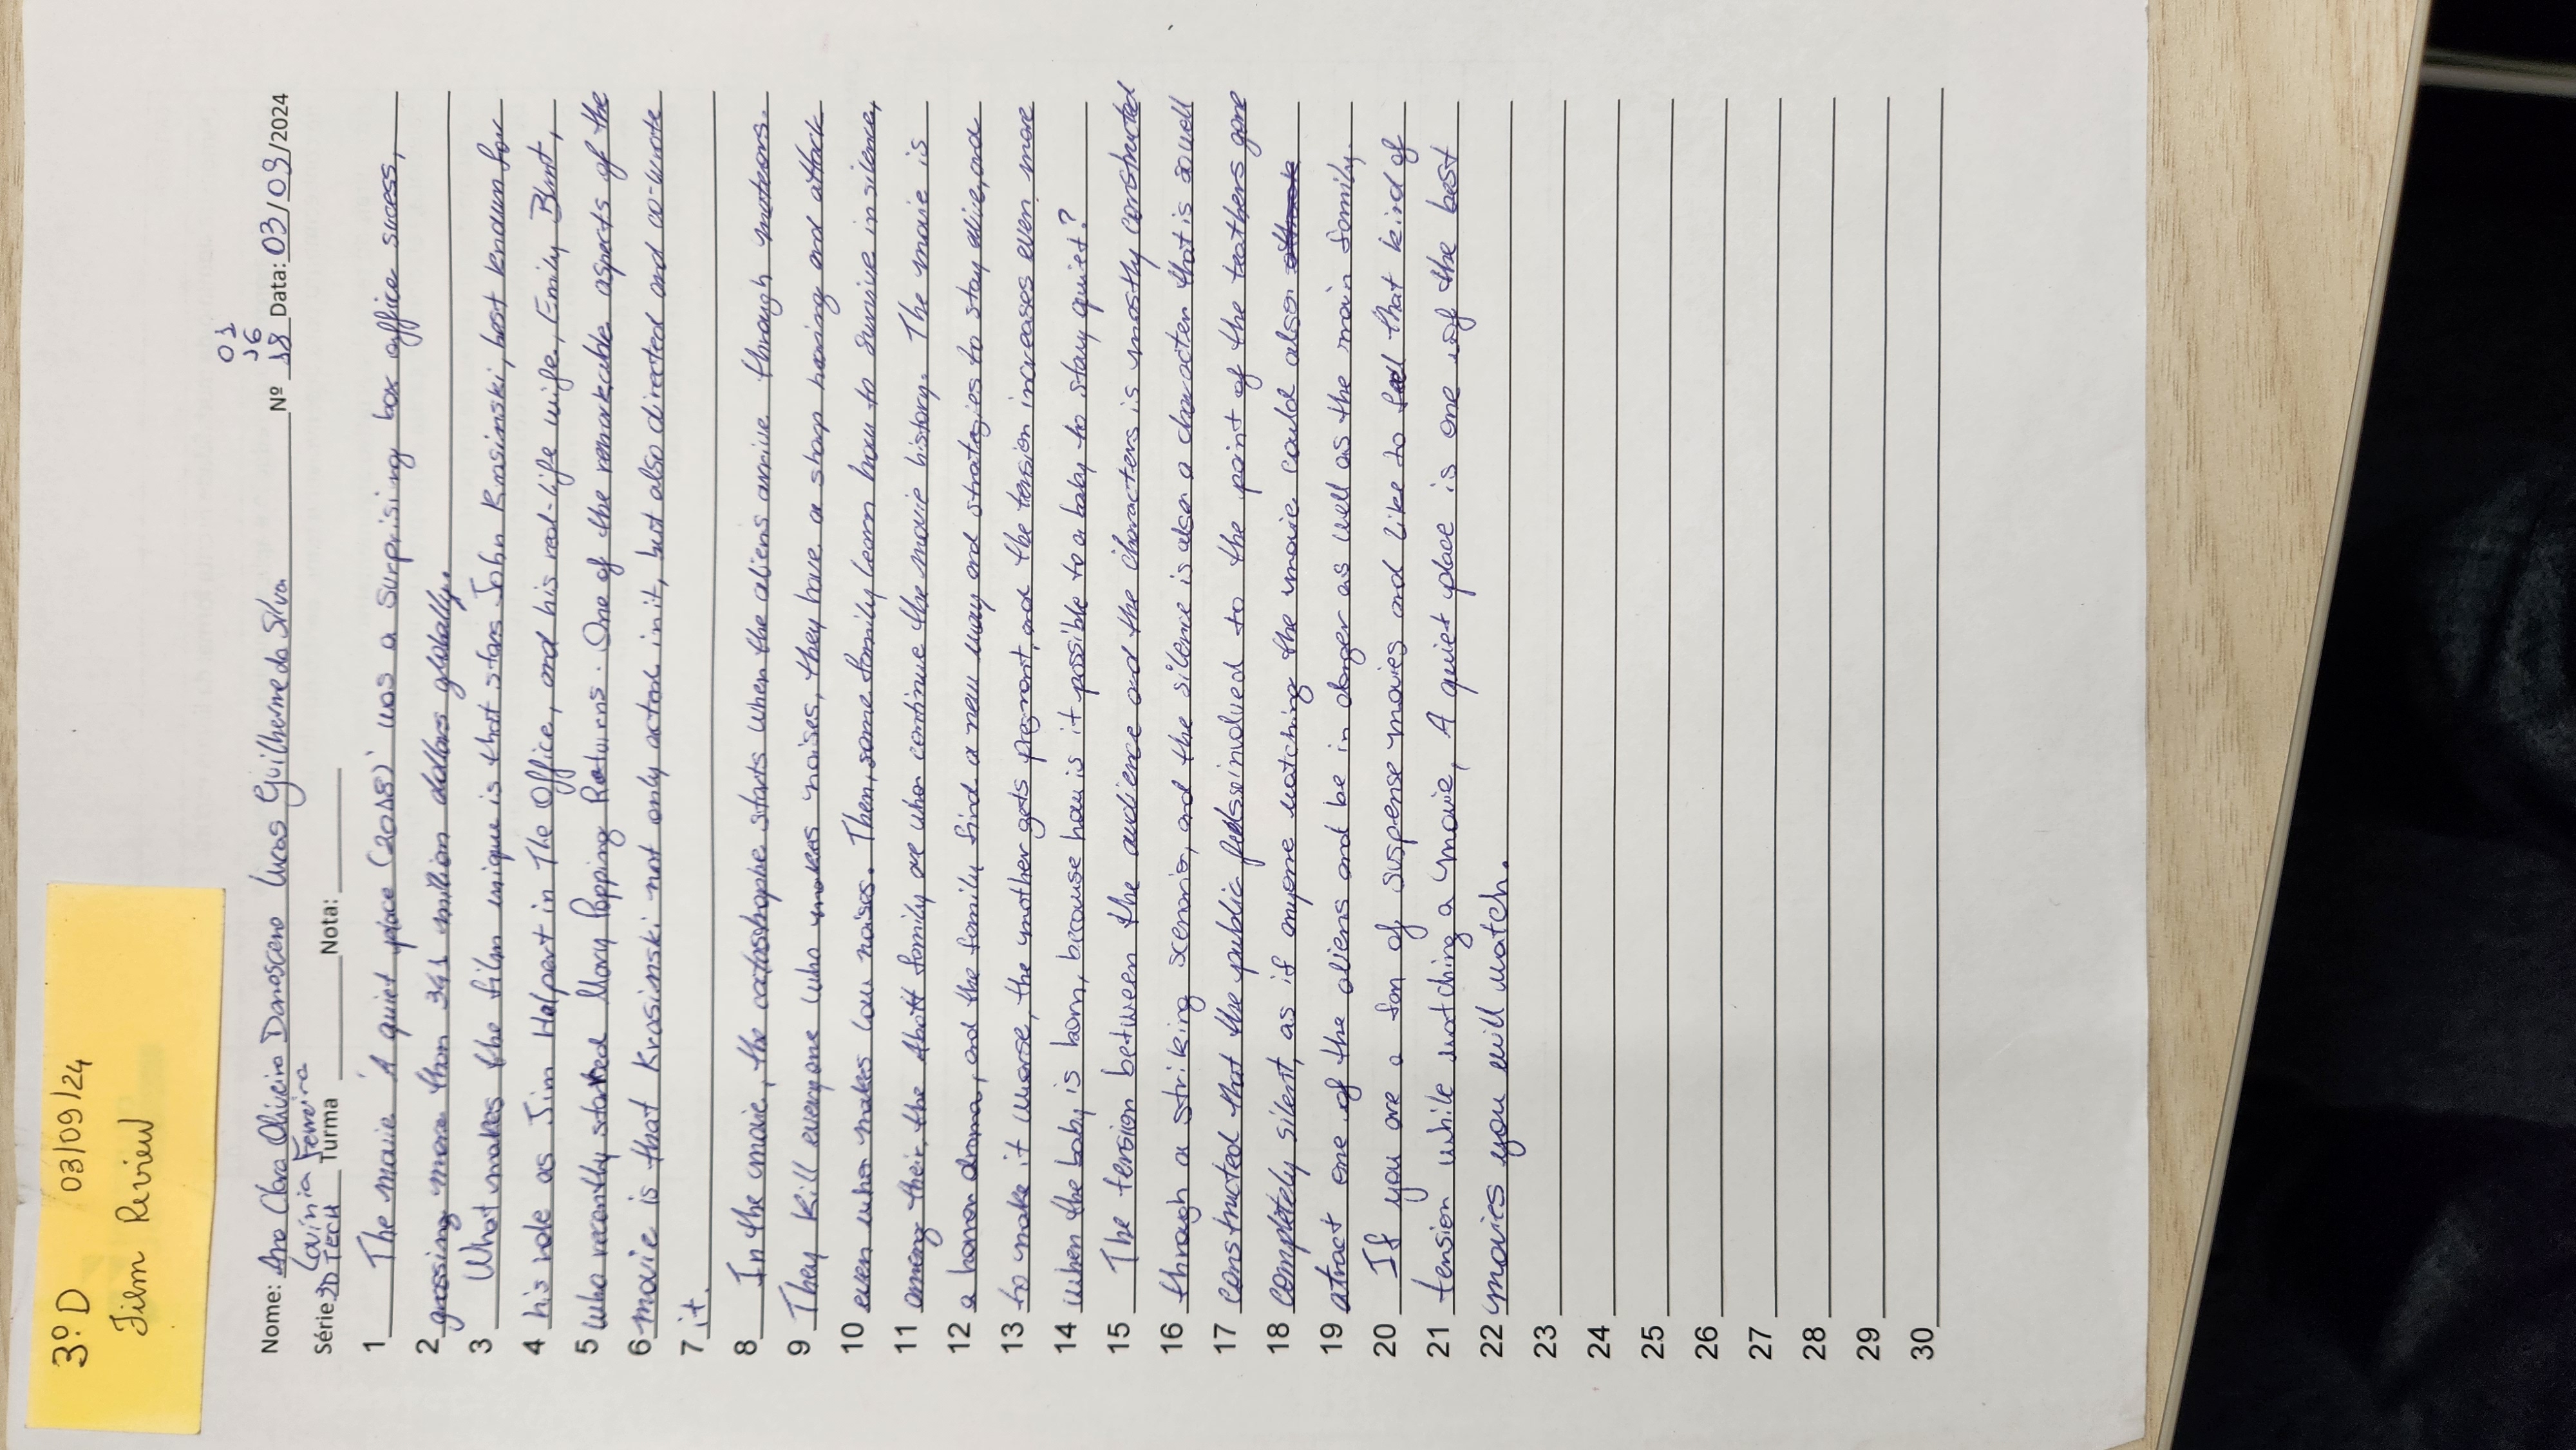 3º D 03/09/24
Film Review
01
16
Nome: Ana Clara Oliveira Damasceno Lucas Guilherme da Silva Nº 18 Data: 03/09/2024
Lavínia Ferreira
Série 3D TECH Turma Nota:
1 The movie 'A quiet place (2018)' was a surprising box office sucess,
2 grossing more than 341 million dollars globally.
3 What makes the film unique is that stars John Krasinski, best known for
4 his role as Jim Halpert in The Office, and his real-life wife, Emily Blunt,
5 who recently starred Mary Popping Returns. One of the remarkable aspects of the
6 movie is that Krasinski not only acted in it, but also directed and co-wrote
7 it.
8 In the movie, the catasthophe starts when the aliens arrive through meteors.
9 They kill everyone who makes noises, they have a sharp hearing and attack
10 even who makes low noises. Then, some family learn how to survive in silence,
11 among their, the Abott family are who continue the movie history. The movie is
12 a horror drama, and the family find a new way and strategies to stay alive, and
13 to make it worse, the mother gets pregnant, and the tension increases even more
14 when the baby is born, because how is it possible to a baby to stay quiet?
15 The tension between the audience and the characters is mostly constructed
16 through a striking scenario, and the silence is also a character that is so well
17 constructed that the public feels so involved to the point of the teathers gone
18 completely silent, as if anyone watching the movie could also
19 atract one of the aliens and be in danger as well as the main family.
20 If you are a fan of suspense movies and like to feel that kind of
21 tension while watching a movie, A quiet place is one of the best
22 movies you will watch.
23
24
25
26
27
28
29
30